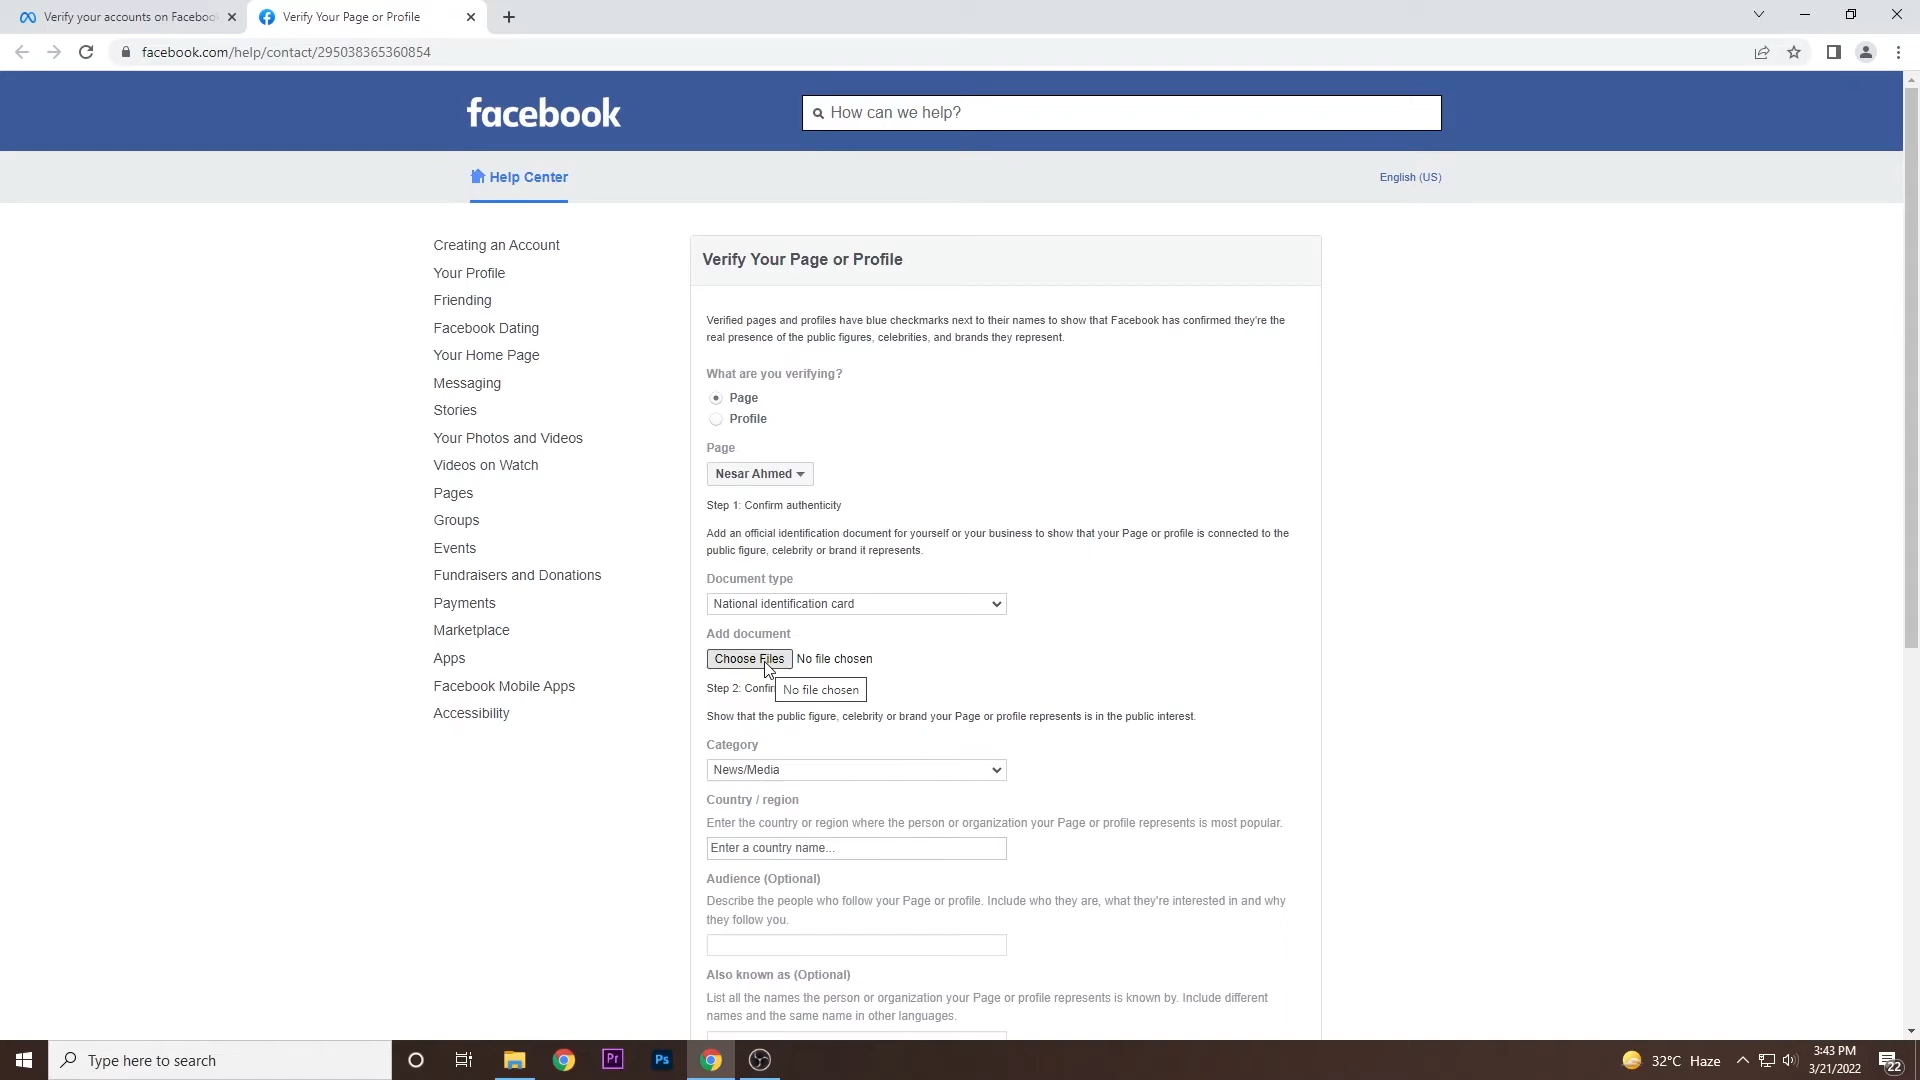 Verify your accounts on Faceboo
Verify Your Page or Profile
facebook.com/help/contact/295038365360854
facebook
How can we help?
Help Center
English (US)
Creating an Account
Your Profile
Friending
Facebook Dating
Your Home Page
Messaging
Stories
Your Photos and Videos
Videos on Watch
Pages
Groups
Events
Fundraisers and Donations
Payments
Marketplace
Apps
Facebook Mobile Apps
Accessibility
Verify Your Page or Profile
Verified pages and profiles have blue checkmarks next to their names to show that Facebook has confirmed they're the
real presence of the public figures, celebrities, and brands they represent.
What are you verifying?
Page
Profile
Page
Nesar Ahmed
Step 1: Confirm authenticity
Add an official identification document for yourself or your business to show that your Page or profile is connected to the
public figure, celebrity or brand it represents.
Document type
National identification card
Add document
Choose Files No file chosen
Step 2: Confir
No file chosen
Show that the public figure, celebrity or brand your Page or profile represents is in the public interest.
Category
News/Media
Country / region
Enter the country or region where the person or organization your Page or profile represents is most popular.
Enter a country name...
Audience (Optional)
Describe the people who follow your Page or profile. Include who they are, what they're interested in and why
they follow you.
Also known as (Optional)
List all the names the person or organization your Page or profile represents is known by. Include different
names and the same name in other languages.
Type here to search
Pr
Ps
32°C Haze
3:43 PM
3/21/2022
22